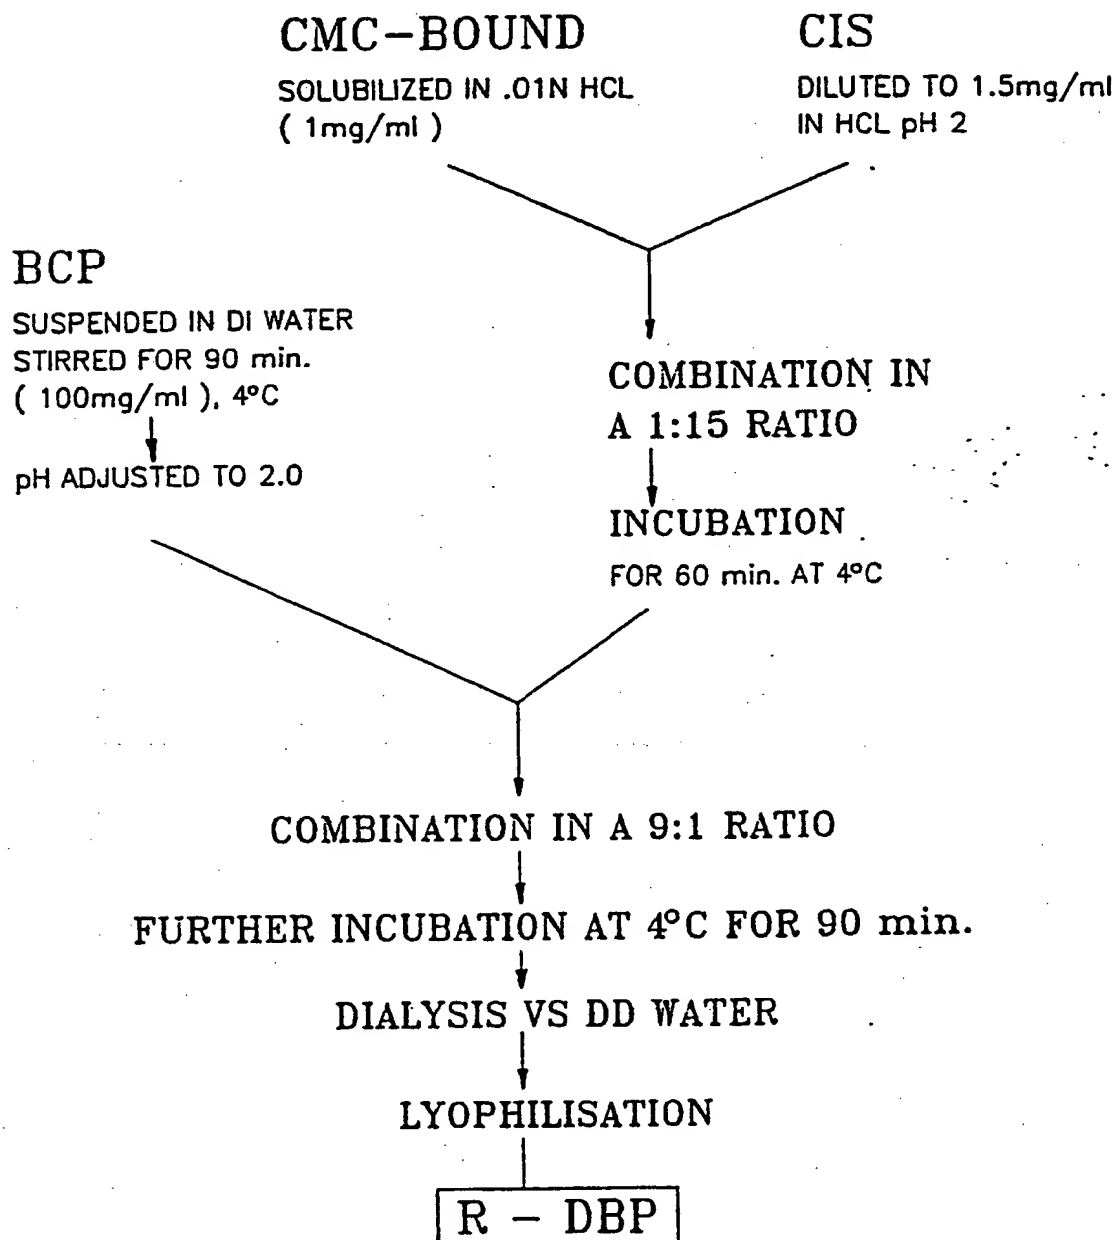 CMC-BOUND
SOLUBILIZED IN .01N HCL
( 1mg/ml )
CIS
DILUTED TO 1.5mg/ml
IN HCL pH 2
BCP
SUSPENDED IN DI WATER
STIRRED FOR 90 min.
( 100mg/ml ), 4°C
pH ADJUSTED TO 2.0
COMBINATION IN
A 1:15 RATIO
INCUBATION
FOR 60 min. AT 4°C
COMBINATION IN A 9:1 RATIO
FURTHER INCUBATION AT 4°C FOR 90 min.
DIALYSIS VS DD WATER
LYOPHILISATION
R - DBP